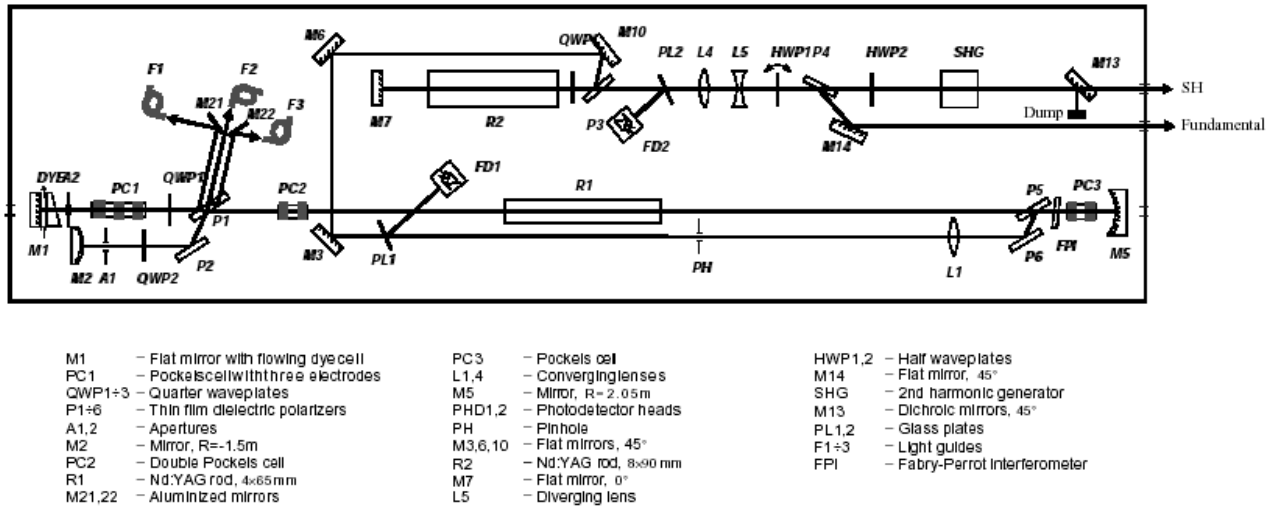 M6
M10
QWP
PL2
L4
L5
HWP1
P4
HWP2
SHG
M13
F1
F2
F3
M21
M22
M7
R2
P3
FD2
M14
Dump
SH
Fundamental
DYE
A2
PC1
QWP1
P1
PC2
FD1
R1
P5
PC3
M1
M2
A1
QWP2
P2
M3
PL1
PH
L1
P6
FPI
M5
M1 – Flat mirror with flowing dye cell
PC1 – Pockels cell with three electrodes
QWP1÷3 – Quarter waveplates
P1÷6 – Thin film dielectric polarizers
A1,2 – Apertures
M2 – Mirror, R=-1.5m
PC2 – Double Pockels cell
R1 – Nd:YAG rod, 4x65mm
M21,22 – Aluminized mirrors
PC3 – Pockels cell
L1,4 – Converging lenses
M5 – Mirror, R=2.05m
PHD1,2 – Photodetector heads
PH – Pinhole
M3,6,10 – Flat mirrors, 45°
R2 – Nd:YAG rod, 8x90 mm
M7 – Flat mirror, 0°
L5 – Diverging lens
HWP1,2 – Half waveplates
M14 – Flat mirror, 45°
SHG – 2nd harmonic generator
M13 – Dichroic mirrors, 45°
PL1,2 – Glass plates
F1÷3 – Light guides
FPI – Fabry-Perrot interferometer